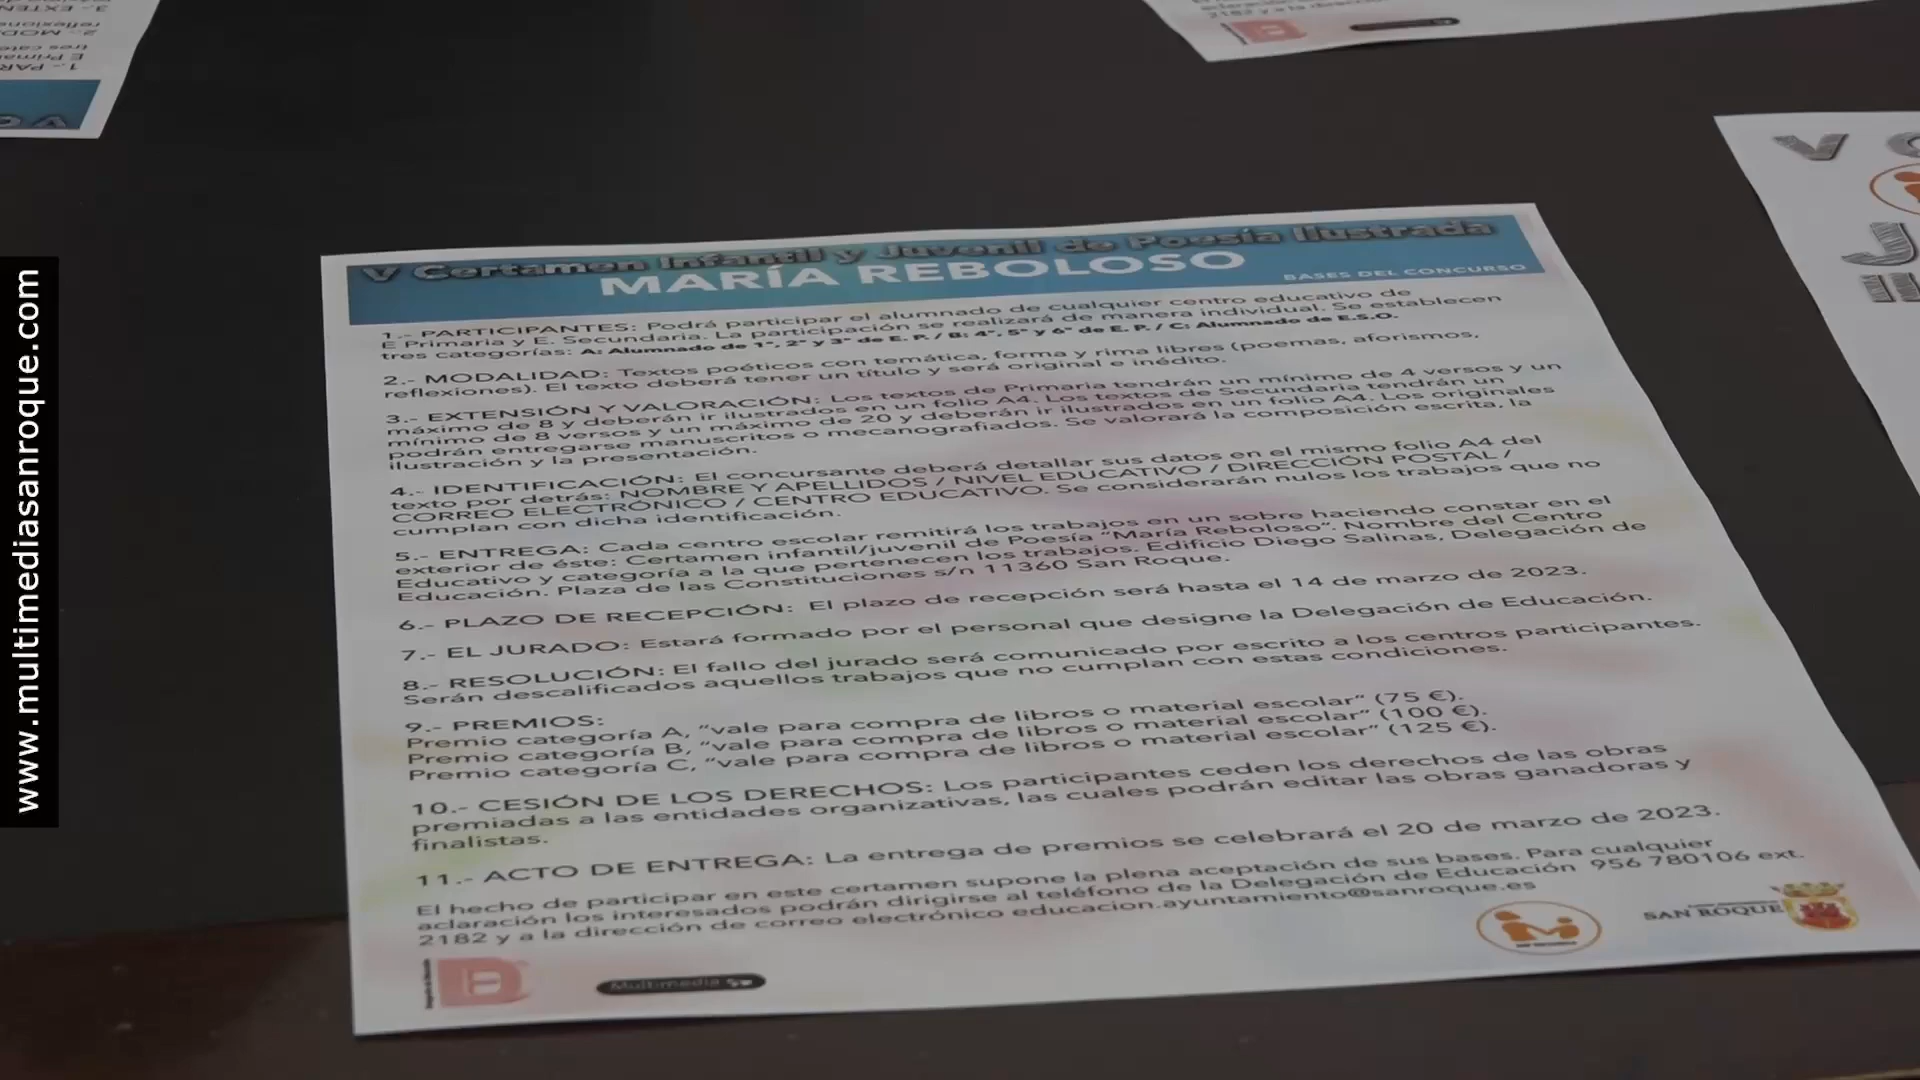 www.multimediasanroque.com
V Certamen Infantil y Juvenil de Poesía Ilustrada
MARÍA REBOLOSO
BASES DEL CONCURSO
1.- PARTICIPANTES: Podrá participar el alumnado de cualquier centro educativo de
E Primaria y E. Secundaria. La participación se realizará de manera individual. Se establecen
tres categorías: A: Alumnado de 1º, 2º y 3º de E. P. / B: 4º, 5º y 6º de E. P. / C: Alumnado de E.S.O.
2.- MODALIDAD: Textos poéticos con temática, forma y rima libres (poemas, aforismos,
reflexiones). El texto deberá tener un título y será original e inédito.
3.- EXTENSIÓN Y VALORACIÓN: Los textos de Primaria tendrán un mínimo de 4 versos y un
máximo de 8 y deberán ir ilustrados en un folio A4. Los textos de Secundaria tendrán un
mínimo de 8 versos y un máximo de 20 y deberán ir ilustrados en un folio A4. Los originales
podrán entregarse manuscritos o mecanografiados. Se valorará la composición escrita, la
ilustración y la presentación.
4.- IDENTIFICACIÓN: El concursante deberá detallar sus datos en el mismo folio A4 del
texto por detrás: NOMBRE Y APELLIDOS / NIVEL EDUCATIVO / DIRECCIÓN POSTAL /
CORREO ELECTRÓNICO / CENTRO EDUCATIVO. Se considerarán nulos los trabajos que no
cumplan con dicha identificación.
5.- ENTREGA: Cada centro escolar remitirá los trabajos en un sobre haciendo constar en el
exterior de éste: Certamen infantil/juvenil de Poesía "María Reboloso". Nombre del Centro
Educativo y categoría a la que pertenecen los trabajos. Edificio Diego Salinas, Delegación de
Educación. Plaza de las Constituciones s/n 11360 San Roque.
6.- PLAZO DE RECEPCIÓN: El plazo de recepción será hasta el 14 de marzo de 2023.
7.- EL JURADO: Estará formado por el personal que designe la Delegación de Educación.
8.- RESOLUCIÓN: El fallo del jurado será comunicado por escrito a los centros participantes.
Serán descalificados aquellos trabajos que no cumplan con estas condiciones.
9.- PREMIOS:
Premio categoría A, "vale para compra de libros o material escolar" (75 €).
Premio categoría B, "vale para compra de libros o material escolar" (100 €).
Premio categoría C, "vale para compra de libros o material escolar" (125 €).
10.- CESIÓN DE LOS DERECHOS: Los participantes ceden los derechos de las obras
premiadas a las entidades organizativas, las cuales podrán editar las obras ganadoras y
finalistas.
11.- ACTO DE ENTREGA: La entrega de premios se celebrará el 20 de marzo de 2023.
El hecho de participar en este certamen supone la plena aceptación de sus bases. Para cualquier
aclaración los interesados podrán dirigirse al teléfono de la Delegación de Educación 956 780106 ext.
2182 y a la dirección de correo electrónico educacion.ayuntamiento@sanroque.es
Multimedia
SAN ROQUE